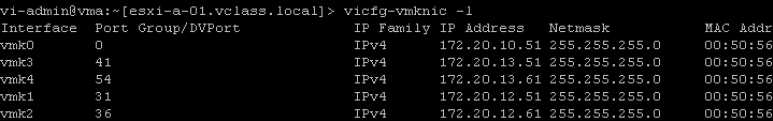 vi-admin@vma:~[esxi-a-01.vclass.local]> vicfg-vmknic -l
Interface Port Group/DVPort IP Family IP Address Netmask MAC Addr
vmk0 0 IPv4 172.20.10.51 255.255.255.0 00:50:56
vmk3 41 IPv4 172.20.13.51 255.255.255.0 00:50:56
vmk4 54 IPv4 172.20.13.61 255.255.255.0 00:50:56
vmk1 31 IPv4 172.20.12.51 255.255.255.0 00:50:56
vmk2 36 IPv4 172.20.12.61 255.255.255.0 00:50:56